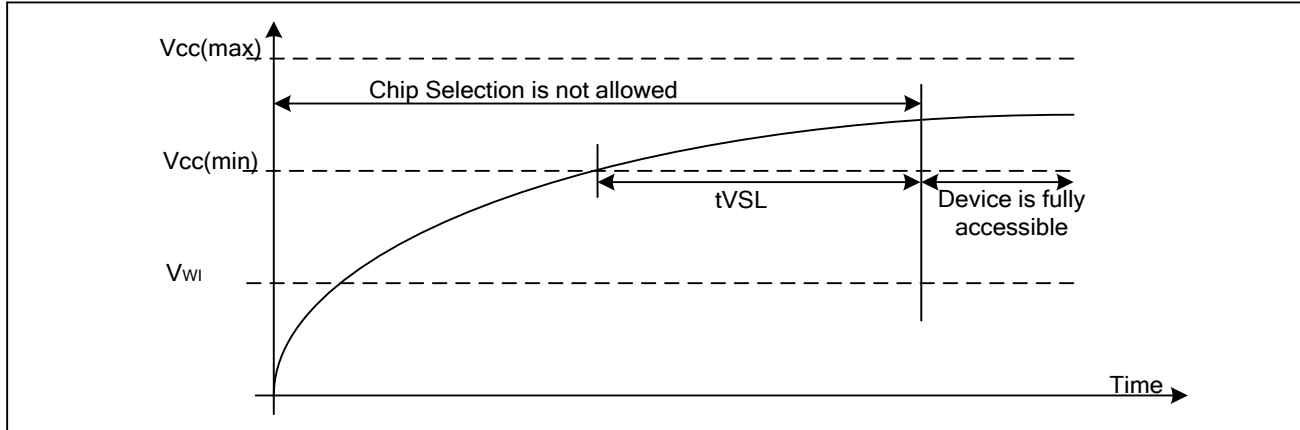 Vcc(max)
Chip Selection is not allowed
Vcc(min)
tVSL
Device is fully
accessible
VWI
Time